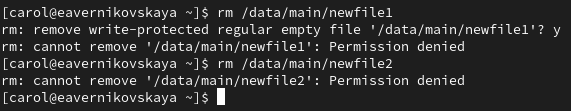 [carol@eavernikovskaya ~]$ rm /data/main/newfile1
rm: remove write-protected regular empty file '/data/main/newfile1'? y
rm: cannot remove '/data/main/newfile1': Permission denied
[carol@eavernikovskaya ~]$ rm /data/main/newfile2
rm: cannot remove '/data/main/newfile2': Permission denied
[carol@eavernikovskaya ~]$